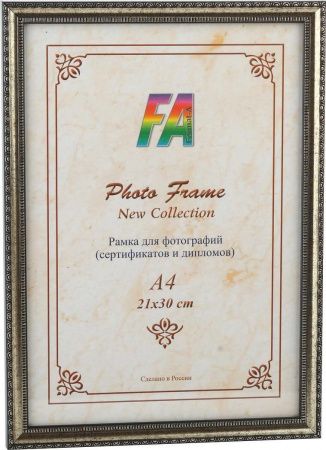 FA
Photo Frame
New Collection
Рамка для фотографий
(сертификатов и дипломов)
A4
21x30 cm
Сделано в России